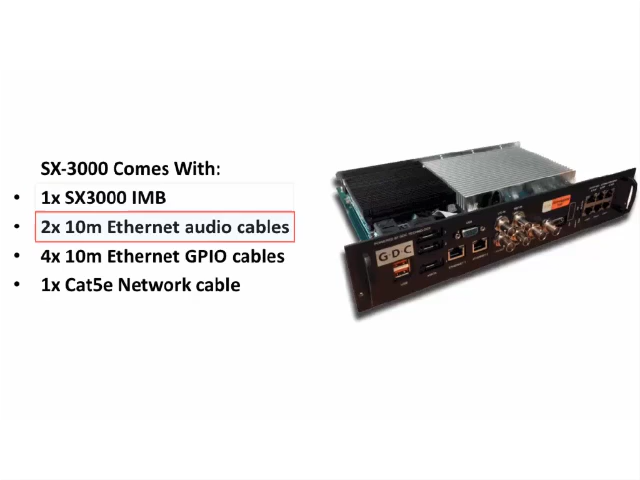 SX-3000 Comes With:
• 1x SX3000 IMB
• 2x 10m Ethernet audio cables
• 4x 10m Ethernet GPIO cables
• 1x Cat5e Network cable
G·D·C